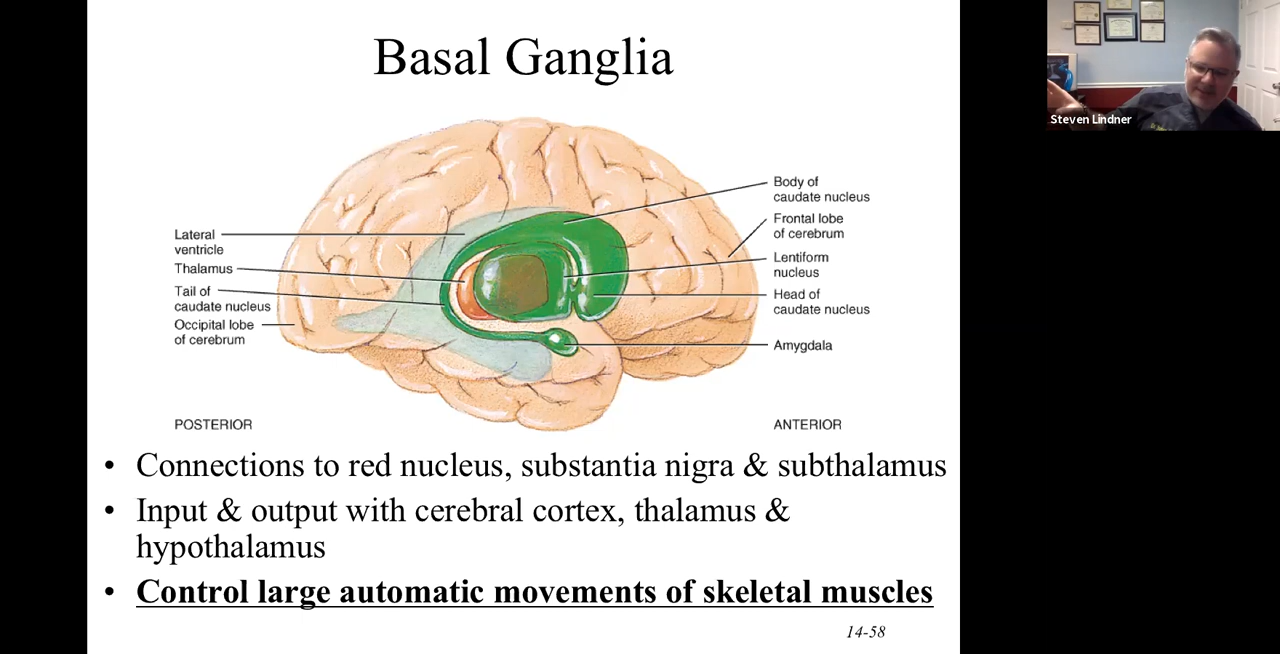 Basal Ganglia
Lateral
ventricle
Thalamus
Tail of
caudate nucleus
Occipital lobe
of cerebrum
Body of
caudate nucleus
Frontal lobe
of cerebrum
Lentiform
nucleus
Head of
caudate nucleus
Amygdala
POSTERIOR
ANTERIOR
• Connections to red nucleus, substantia nigra & subthalamus
• Input & output with cerebral cortex, thalamus &
hypothalamus
• Control large automatic movements of skeletal muscles
14-58
Steven Lindner